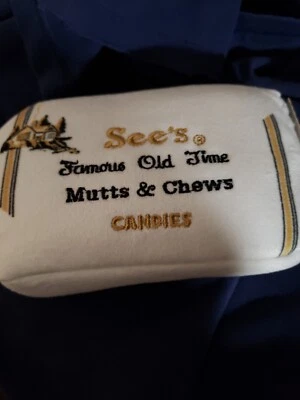 See's®
Famous Old Time
Mutts & Chews
CANDIES